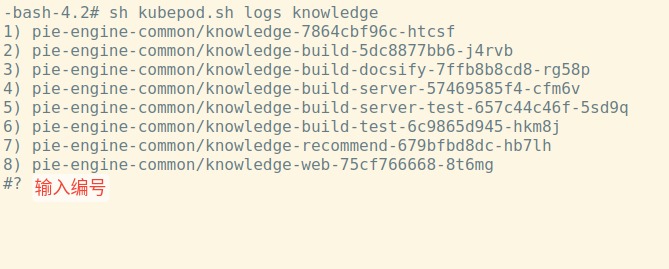 -bash-4.2# sh kubepod.sh logs knowledge
1) pie-engine-common/knowledge-7864cbf96c-htcsf
2) pie-engine-common/knowledge-build-5dc8877bb6-j4rvb
3) pie-engine-common/knowledge-build-docsify-7ffb8b8cd8-rg58p
4) pie-engine-common/knowledge-build-server-57469585f4-cfm6v
5) pie-engine-common/knowledge-build-server-test-657c44c46f-5sd9q
6) pie-engine-common/knowledge-build-test-6c9865d945-hkm8j
7) pie-engine-common/knowledge-recommend-679bfbd8dc-hb7lh
8) pie-engine-common/knowledge-web-75cf766668-8t6mg
#? 输入编号